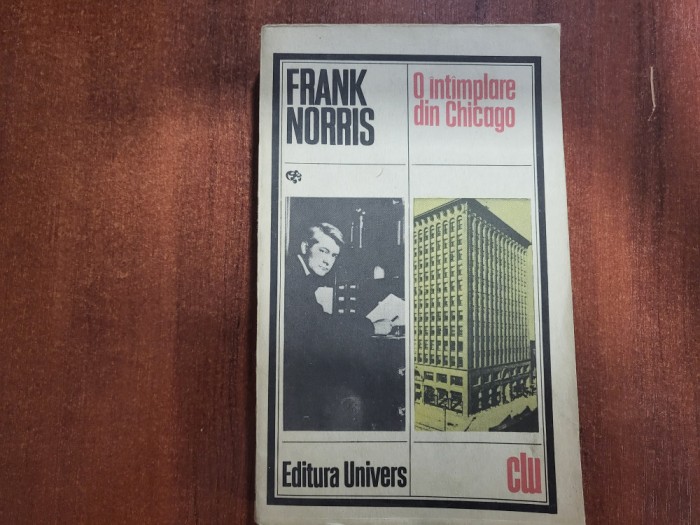 FRANK
NORRIS
O întîmplare
din Chicago
Editura Univers
clu